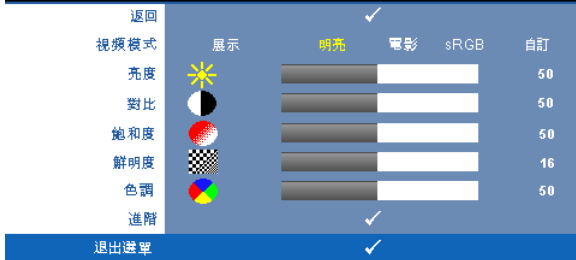 返回
視頻模式 展示 明亮 電影 sRGB 自訂
亮度 50
對比 50
飽和度 50
鮮明度 16
色調 50
進階
退出選單